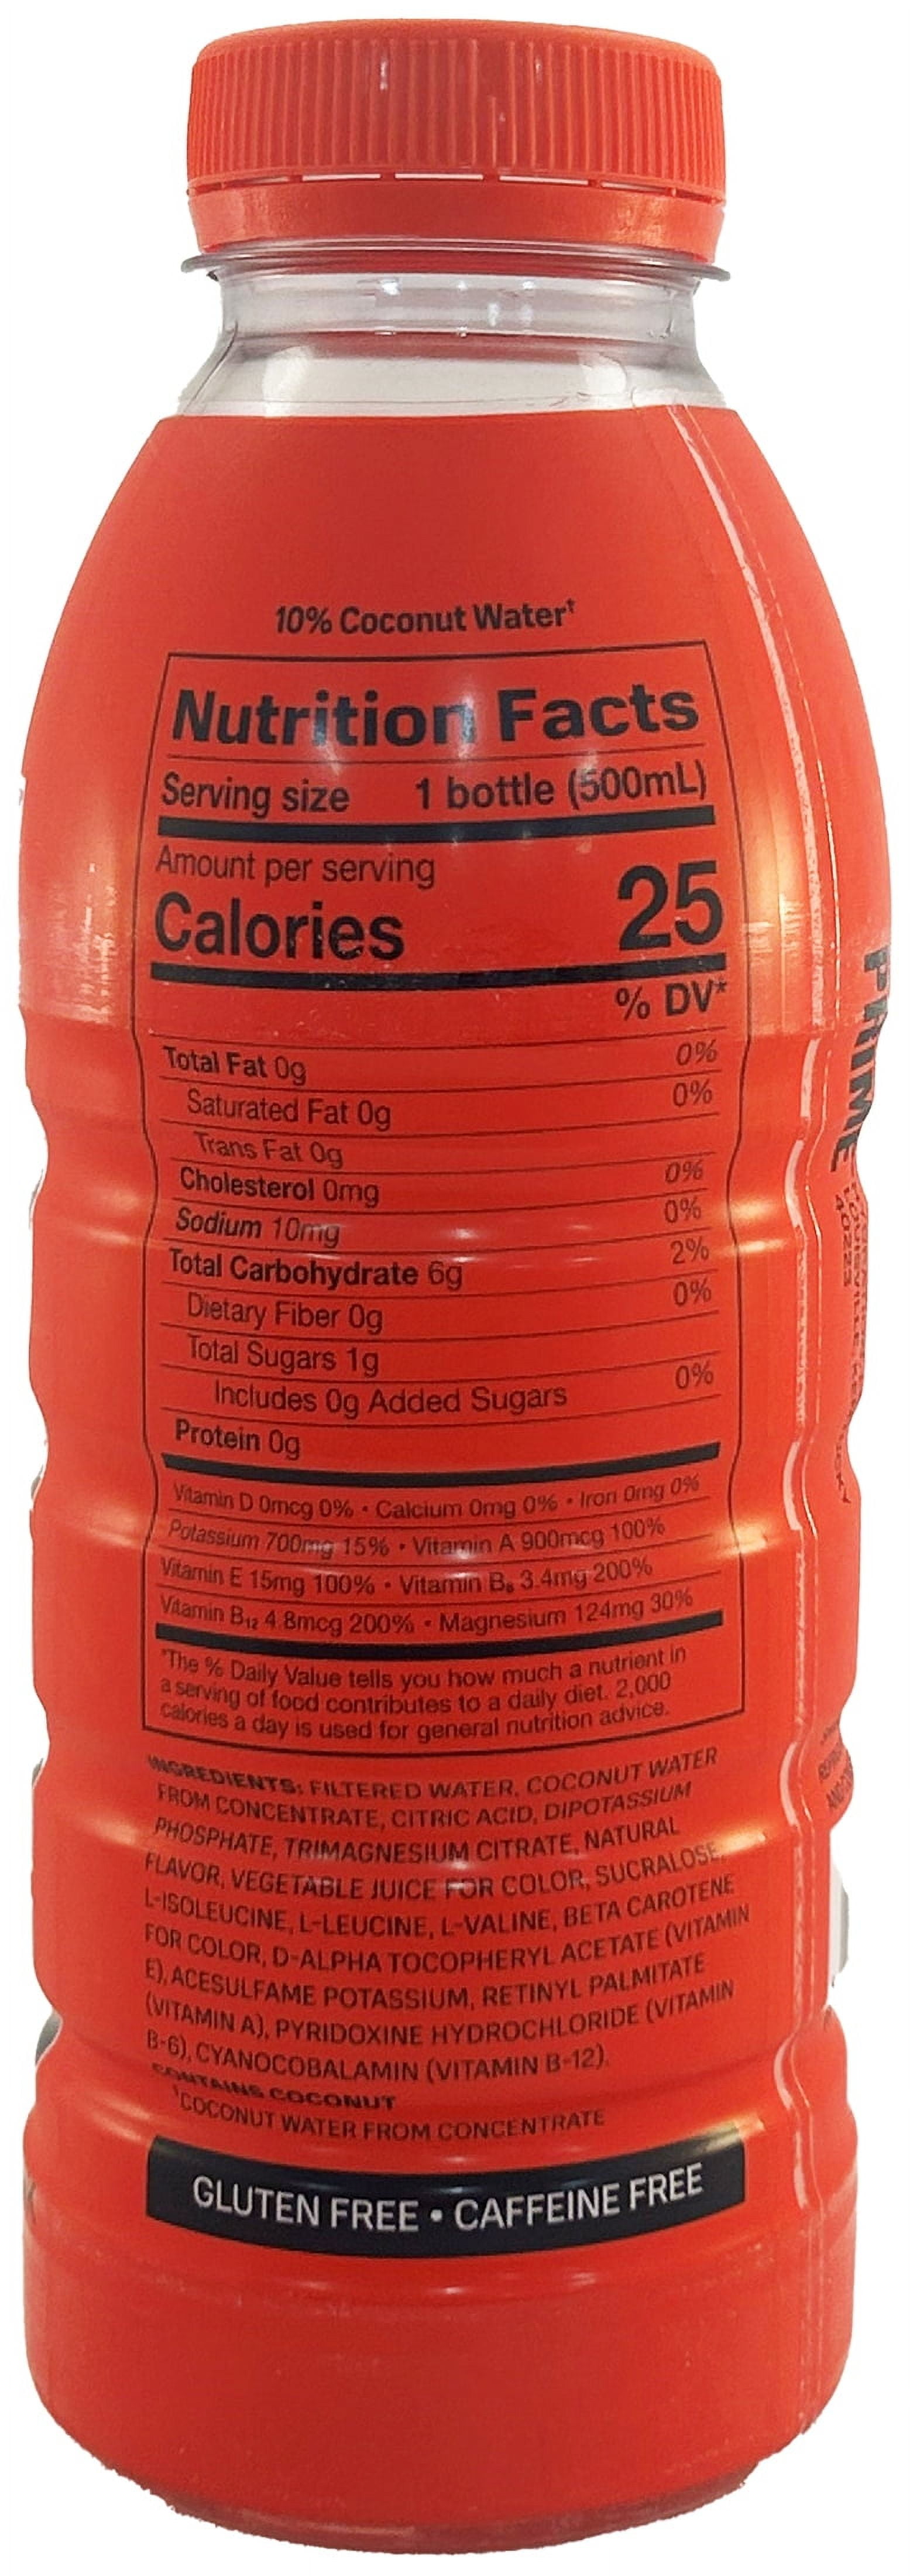 10% Coconut Water†
Nutrition Facts
Serving size 1 bottle (500mL)
Amount per serving
Calories 25
% DV*
Total Fat 0g 0%
Saturated Fat 0g 0%
Trans Fat 0g
Cholesterol 0mg 0%
Sodium 10mg 0%
Total Carbohydrate 6g 2%
Dietary Fiber 0g 0%
Total Sugars 1g
Includes 0g Added Sugars 0%
Protein 0g
Vitamin D 0mcg 0% • Calcium 0mg 0% • Iron 0mg 0%
Potassium 700mg 15% • Vitamin A 900mcg 100%
Vitamin E 15mg 100% • Vitamin B₆ 3.4mg 200%
Vitamin B₁₂ 4.8mcg 200% • Magnesium 124mg 30%
*The % Daily Value tells you how much a nutrient in
a serving of food contributes to a daily diet. 2,000
calories a day is used for general nutrition advice.
INGREDIENTS: FILTERED WATER, COCONUT WATER
FROM CONCENTRATE, CITRIC ACID, DIPOTASSIUM
PHOSPHATE, TRIMAGNESIUM CITRATE, NATURAL
FLAVOR, VEGETABLE JUICE FOR COLOR, SUCRALOSE,
L-ISOLEUCINE, L-LEUCINE, L-VALINE, BETA CAROTENE
FOR COLOR, D-ALPHA TOCOPHERYL ACETATE (VITAMIN
E), ACESULFAME POTASSIUM, RETINYL PALMITATE
(VITAMIN A), PYRIDOXINE HYDROCHLORIDE (VITAMIN
B-6), CYANOCOBALAMIN (VITAMIN B-12).
CONTAINS COCONUT
†COCONUT WATER FROM CONCENTRATE
GLUTEN FREE • CAFFEINE FREE
PRIME
40223